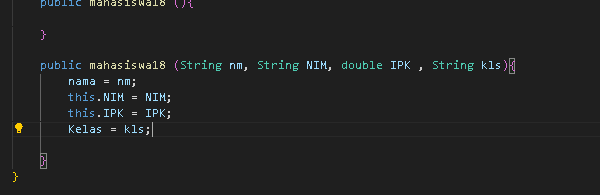 public mahasiswa18 (){
}
public mahasiswa18 (String nm, String NIM, double IPK , String kls){
nama = nm;
this.NIM = NIM;
this.IPK = IPK;
Kelas = kls;
}
}